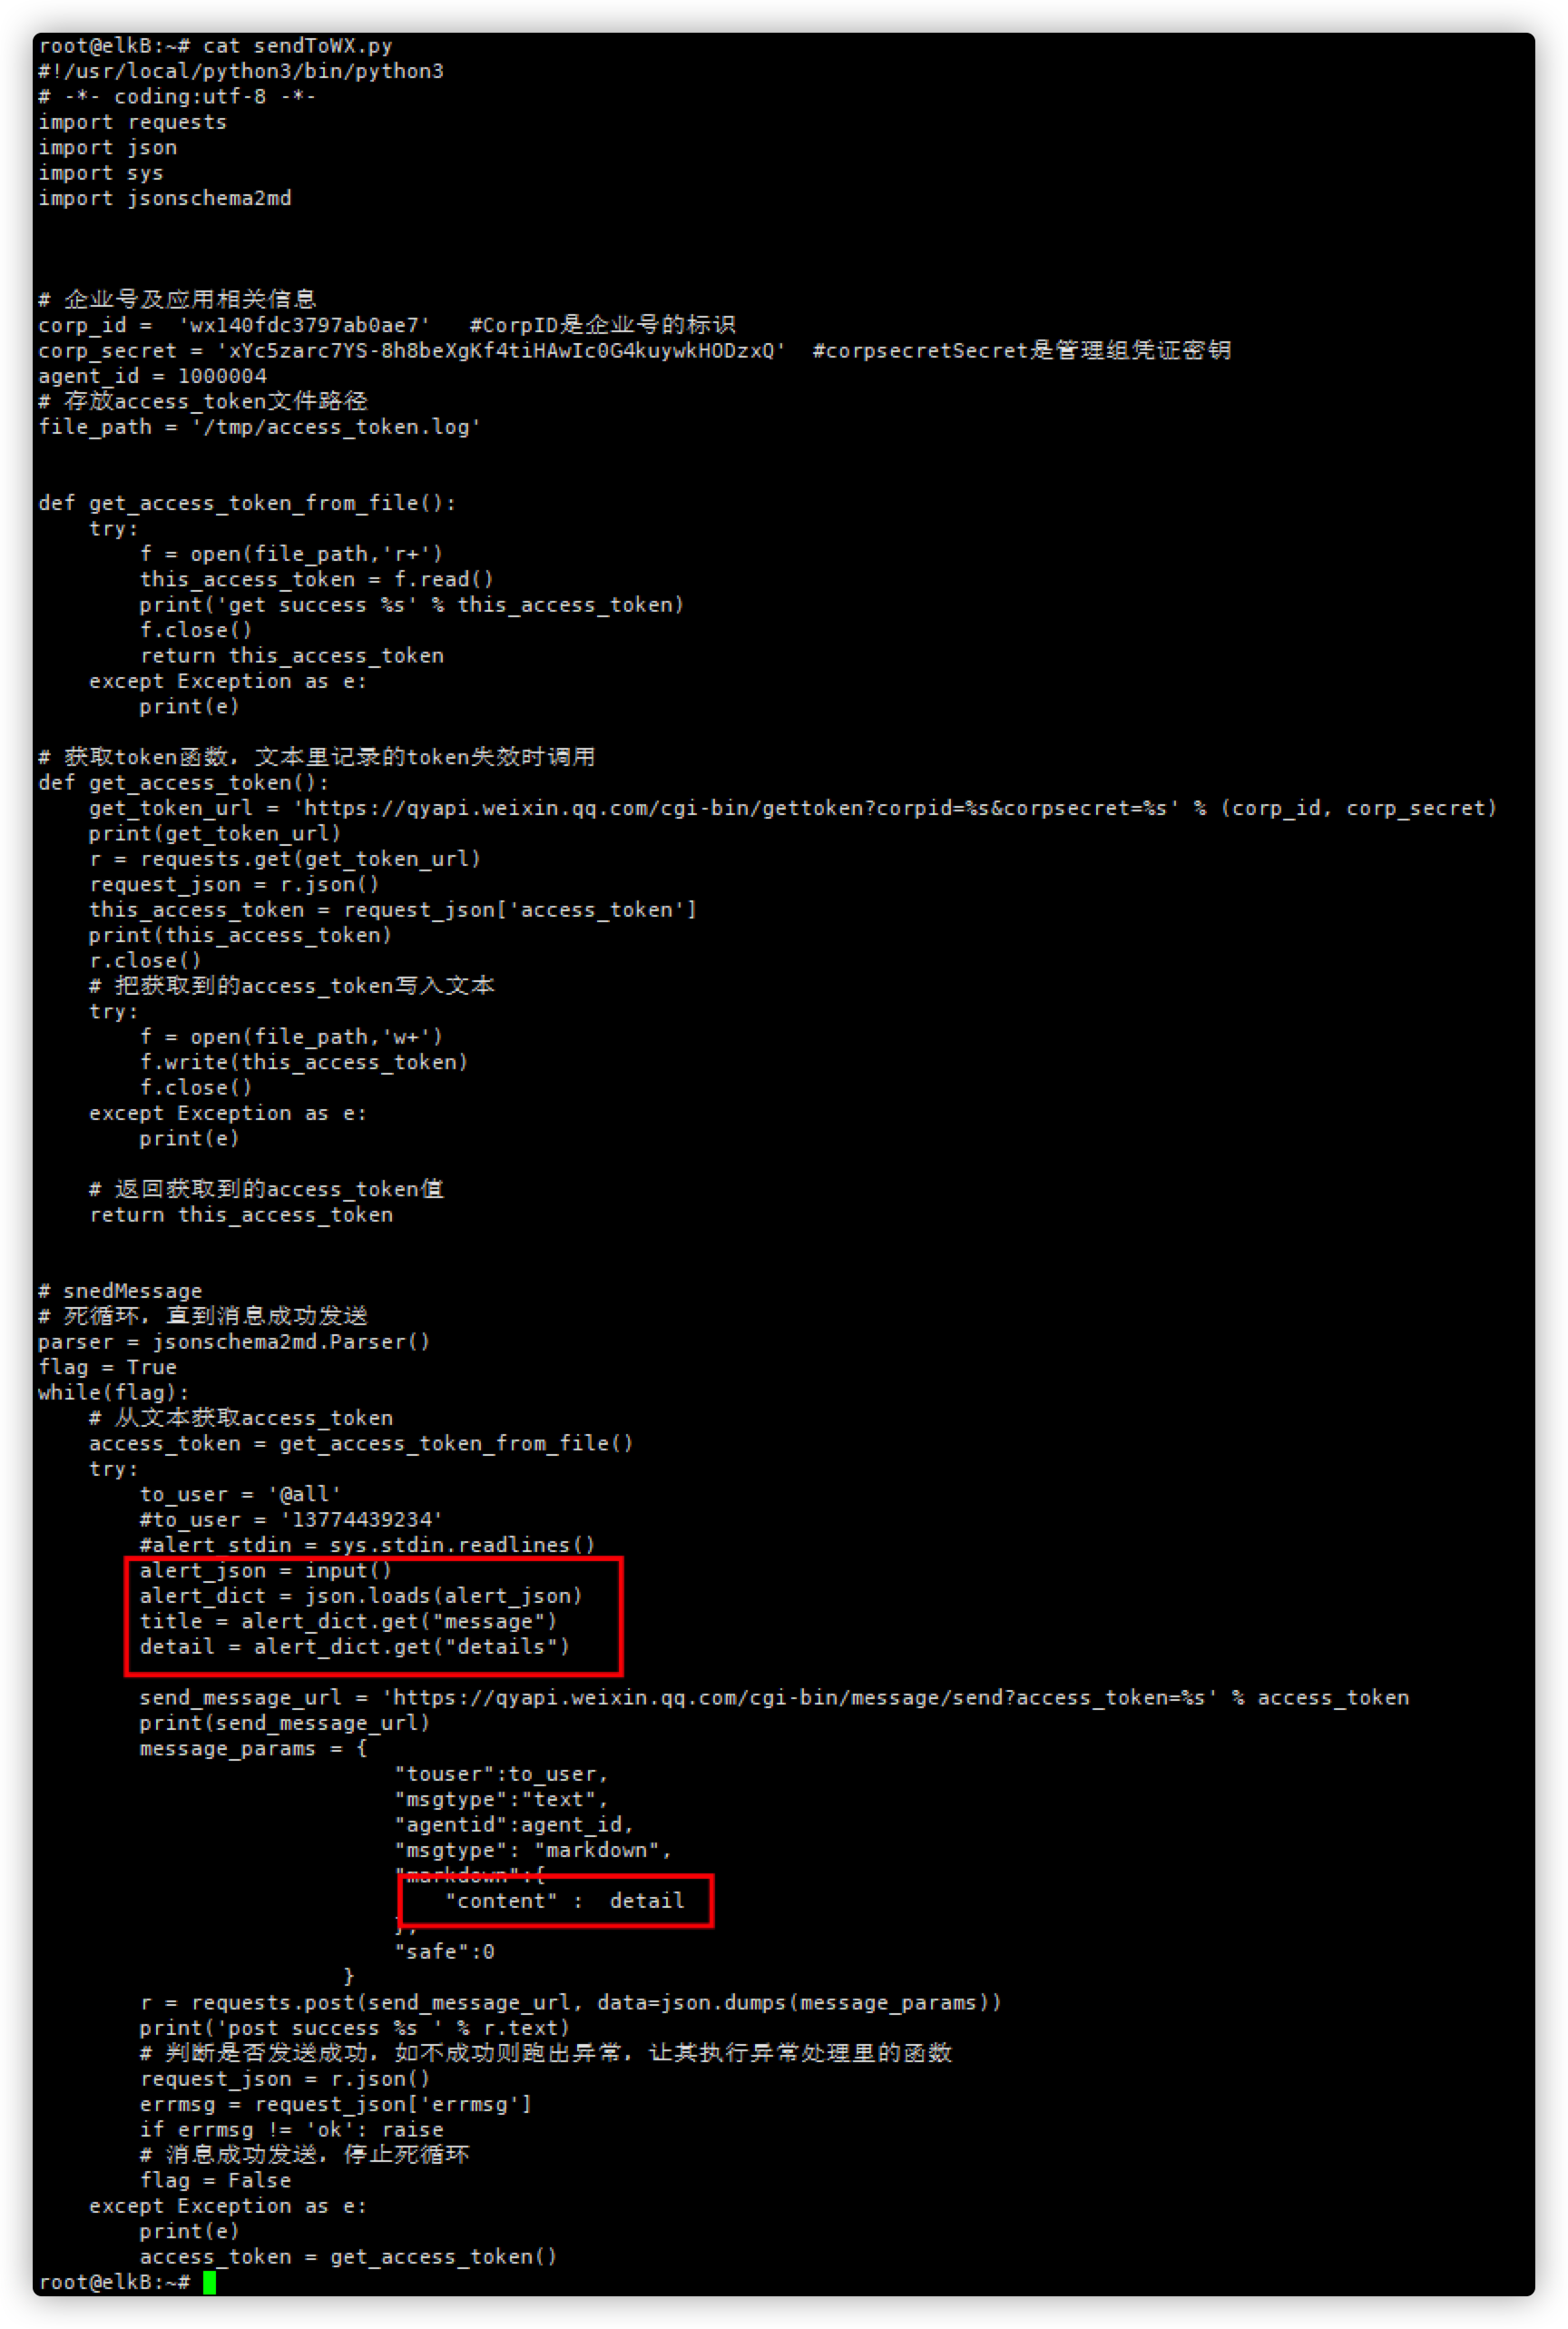 root@elkB:~# cat sendToWX.py
#!/usr/local/python3/bin/python3
# -*- coding:utf-8 -*-
import requests
import json
import sys
import jsonschema2md
# 企业号及应用相关信息
corp_id =  'wx140fdc3797ab0ae7'   #CorpID是企业号的标识
corp_secret = 'xYc5zarc7YS-8h8beXgKf4tiHAwIc0G4kuywkHODzxQ'  #corpsecretSecret是管理组凭证密钥
agent_id = 1000004
# 存放access_token文件路径
file_path = '/tmp/access_token.log'
def get_access_token_from_file():
    try:
        f = open(file_path,'r+')
        this_access_token = f.read()
        print('get success %s' % this_access_token)
        f.close()
        return this_access_token
    except Exception as e:
        print(e)
# 获取token函数，文本里记录的token失效时调用
def get_access_token():
    get_token_url = 'https://qyapi.weixin.qq.com/cgi-bin/gettoken?corpid=%s&corpsecret=%s' % (corp_id, corp_secret)
    print(get_token_url)
    r = requests.get(get_token_url)
    request_json = r.json()
    this_access_token = request_json['access_token']
    print(this_access_token)
    r.close()
    # 把获取到的access_token写入文本
    try:
        f = open(file_path,'w+')
        f.write(this_access_token)
        f.close()
    except Exception as e:
        print(e)
    # 返回获取到的access_token值
    return this_access_token
# snedMessage
# 死循环，直到消息成功发送
parser = jsonschema2md.Parser()
flag = True
while(flag):
    # 从文本获取access_token
    access_token = get_access_token_from_file()
    try:
        to_user = '@all'
        #to_user = '13774439234'
        #alert_stdin = sys.stdin.readlines()
        alert_json = input()
        alert_dict = json.loads(alert_json)
        title = alert_dict.get("message")
        detail = alert_dict.get("details")
        send_message_url = 'https://qyapi.weixin.qq.com/cgi-bin/message/send?access_token=%s' % access_token
        print(send_message_url)
        message_params = {
                            "touser":to_user,
                            "msgtype":"text",
                            "agentid":agent_id,
                            "msgtype": "markdown",
                            "markdown":{
                                "content" :  detail
                            },
                            "safe":0
                        }
        r = requests.post(send_message_url, data=json.dumps(message_params))
        print('post success %s ' % r.text)
        # 判断是否发送成功，如不成功则跑出异常，让其执行异常处理里的函数
        request_json = r.json()
        errmsg = request_json['errmsg']
        if errmsg != 'ok': raise
        # 消息成功发送，停止死循环
        flag = False
    except Exception as e:
        print(e)
        access_token = get_access_token()
root@elkB:~#